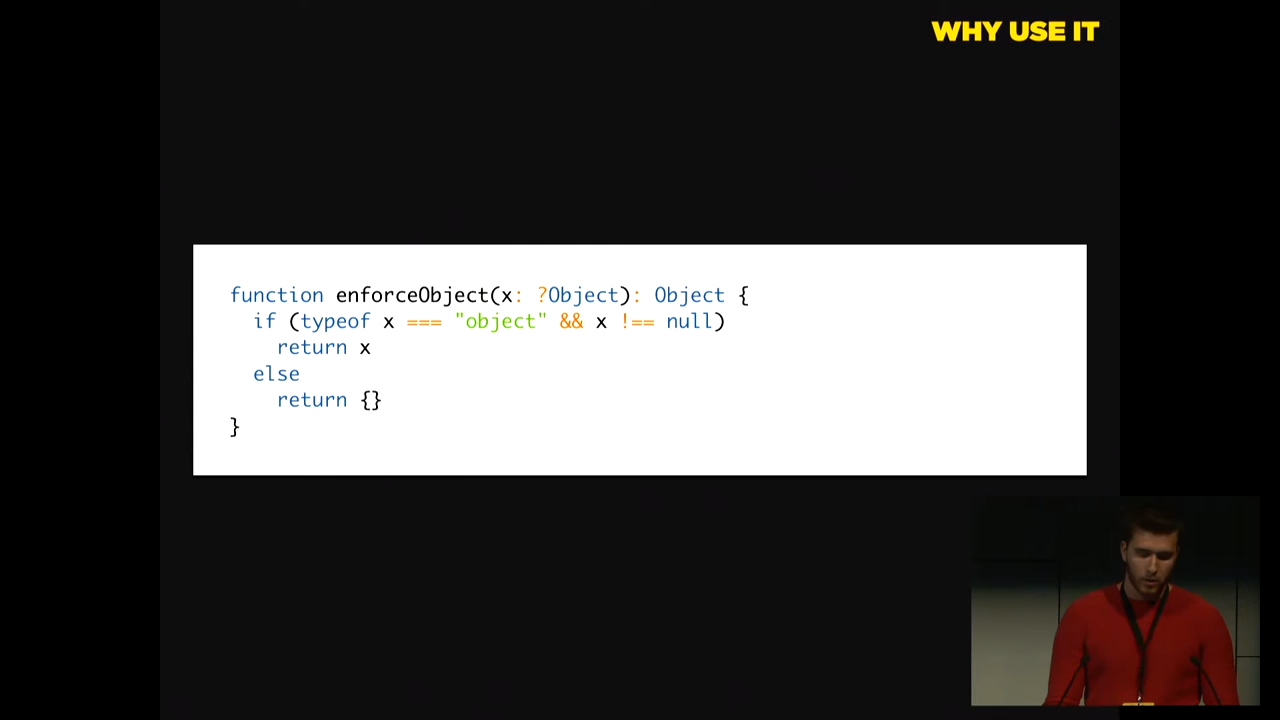 WHY USE IT
function enforceObject(x: ?Object): Object {
  if (typeof x === "object" && x !== null)
    return x
  else
    return {}
}